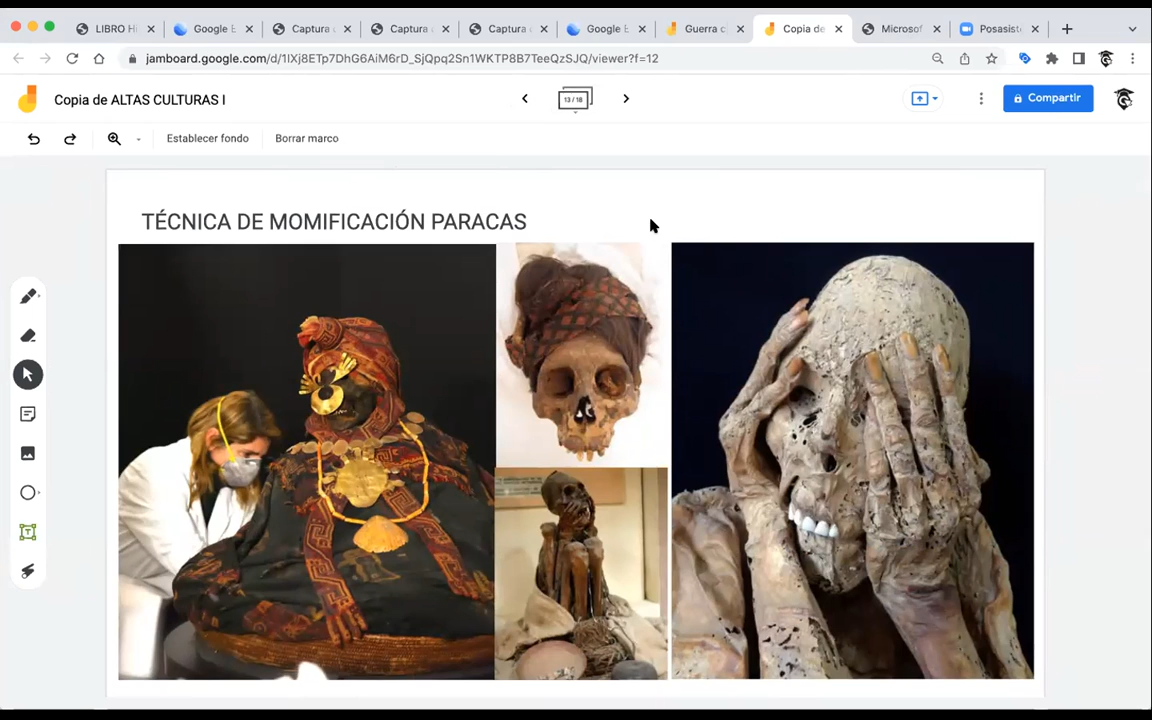 LIBRO Hi
Google E
Captura d
Captura d
Captura d
Google E
Guerra d
Copia de
Microsof
Posasist
jamboard.google.com/d/1lXj8ETp7DhG6AiM6rD_SjQpq2Sn1WKTP8B7TeeQzSJQ/viewer?f=12
Copia de ALTAS CULTURAS I
13 / 18
Compartir
Establecer fondo
Borrar marco
TÉCNICA DE MOMIFICACIÓN PARACAS